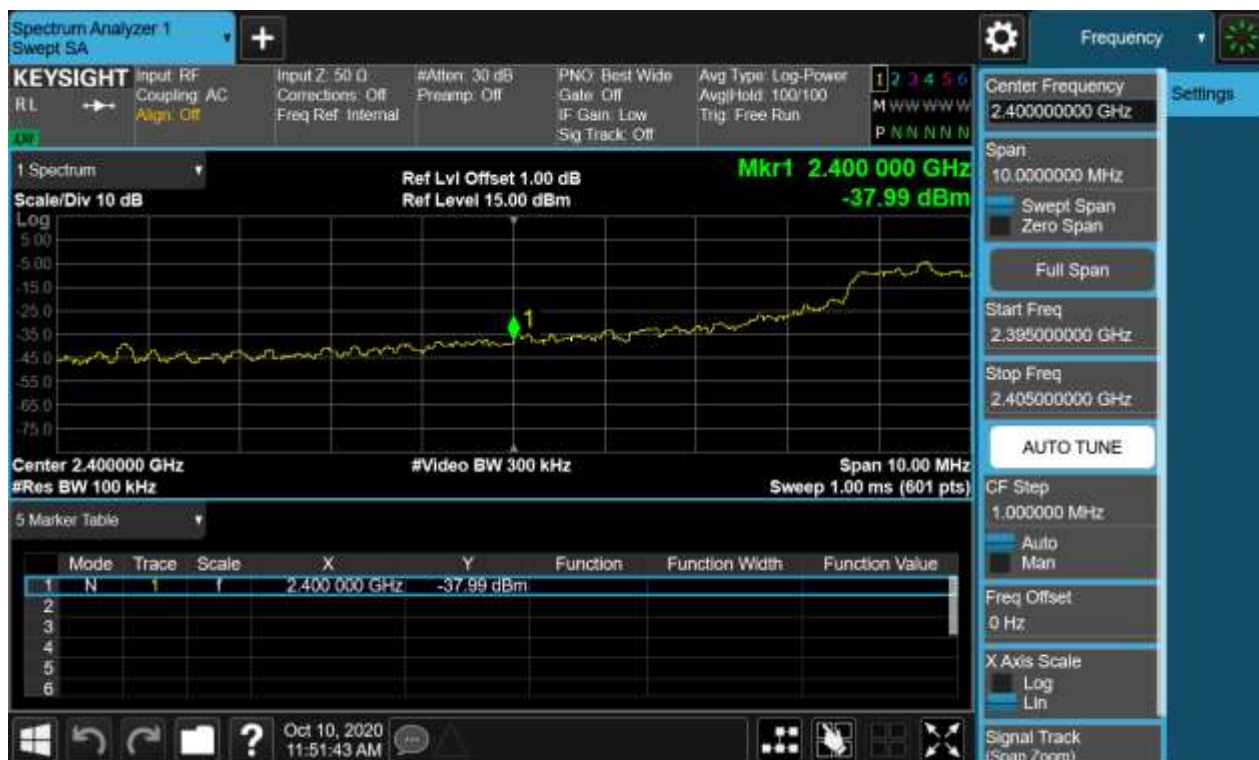 Spectrum Analyzer 1
Swept SA
Frequency
KEYSIGHT
RL
Input: RF
Coupling: AC
Align: Off
Input Z: 50 Ω
Corrections: Off
Freq Ref: Internal
#Atten: 30 dB
Preamp: Off
PNO: Best Wide
Gate: Off
IF Gain: Low
Sig Track: Off
Avg Type: Log-Power
Avg|Hold: 100/100
Trig: Free Run
1 2 3 4 5 6
M W W W W W
P N N N N N
1 Spectrum
Scale/Div 10 dB
Ref Lvl Offset 1.00 dB
Ref Level 15.00 dBm
Mkr1 2.400 000 GHz
-37.99 dBm
Log
5.00
-5.00
-15.0
-25.0
-35.0
-45.0
-55.0
-65.0
-75.0
1
Center 2.400000 GHz
#Video BW 300 kHz
Span 10.00 MHz
#Res BW 100 kHz
Sweep 1.00 ms (601 pts)
5 Marker Table
Mode Trace Scale X Y Function Function Width Function Value
1 N 1 f 2.400 000 GHz -37.99 dBm
2
3
4
5
6
?
Oct 10, 2020
11:51:43 AM
Center Frequency
2.400000000 GHz
Settings
Span
10.0000000 MHz
Swept Span
Zero Span
Full Span
Start Freq
2.395000000 GHz
Stop Freq
2.405000000 GHz
AUTO TUNE
CF Step
1.000000 MHz
Auto
Man
Freq Offset
0 Hz
X Axis Scale
Log
Lin
Signal Track
(Span Zoom)